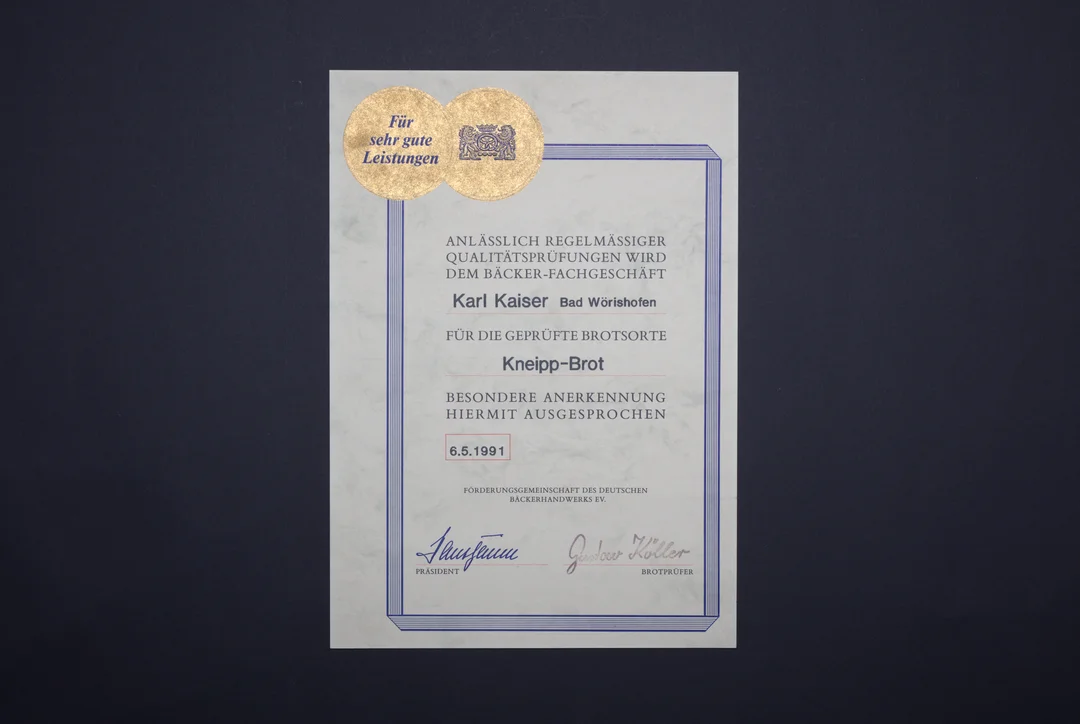 Für
sehr gute
Leistungen
ANLÄSSLICH REGELMÄSSIGER
QUALITÄTSPRÜFUNGEN WIRD
DEM BÄCKER-FACHGESCHÄFT
Karl Kaiser Bad Wörishofen
FÜR DIE GEPRÜFTE BROTSORTE
Kneipp-Brot
BESONDERE ANERKENNUNG
HIERMIT AUSGESPROCHEN
6.5.1991
FÖRDERUNGSGEMEINSCHAFT DES DEUTSCHEN
BÄCKERHANDWERKS EV.
Köller
PRÄSIDENT BROTPRÜFER